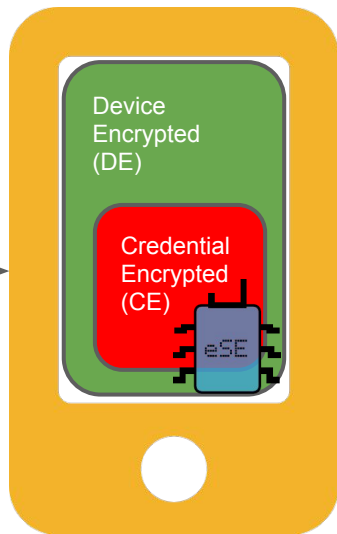 Device
Encrypted
(DE)
Credential
Encrypted
(CE)
eSE